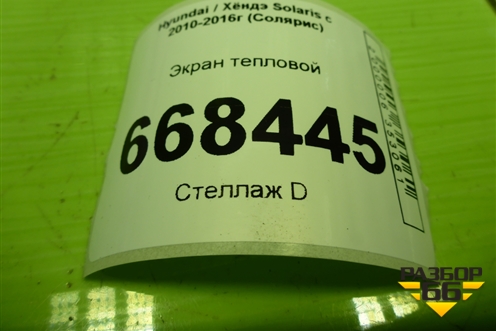 Hyundai / Хёндэ Solaris с
2010-2016г (Солярис)
Экран тепловой
668445
Стеллаж D
РАЗБОР
66